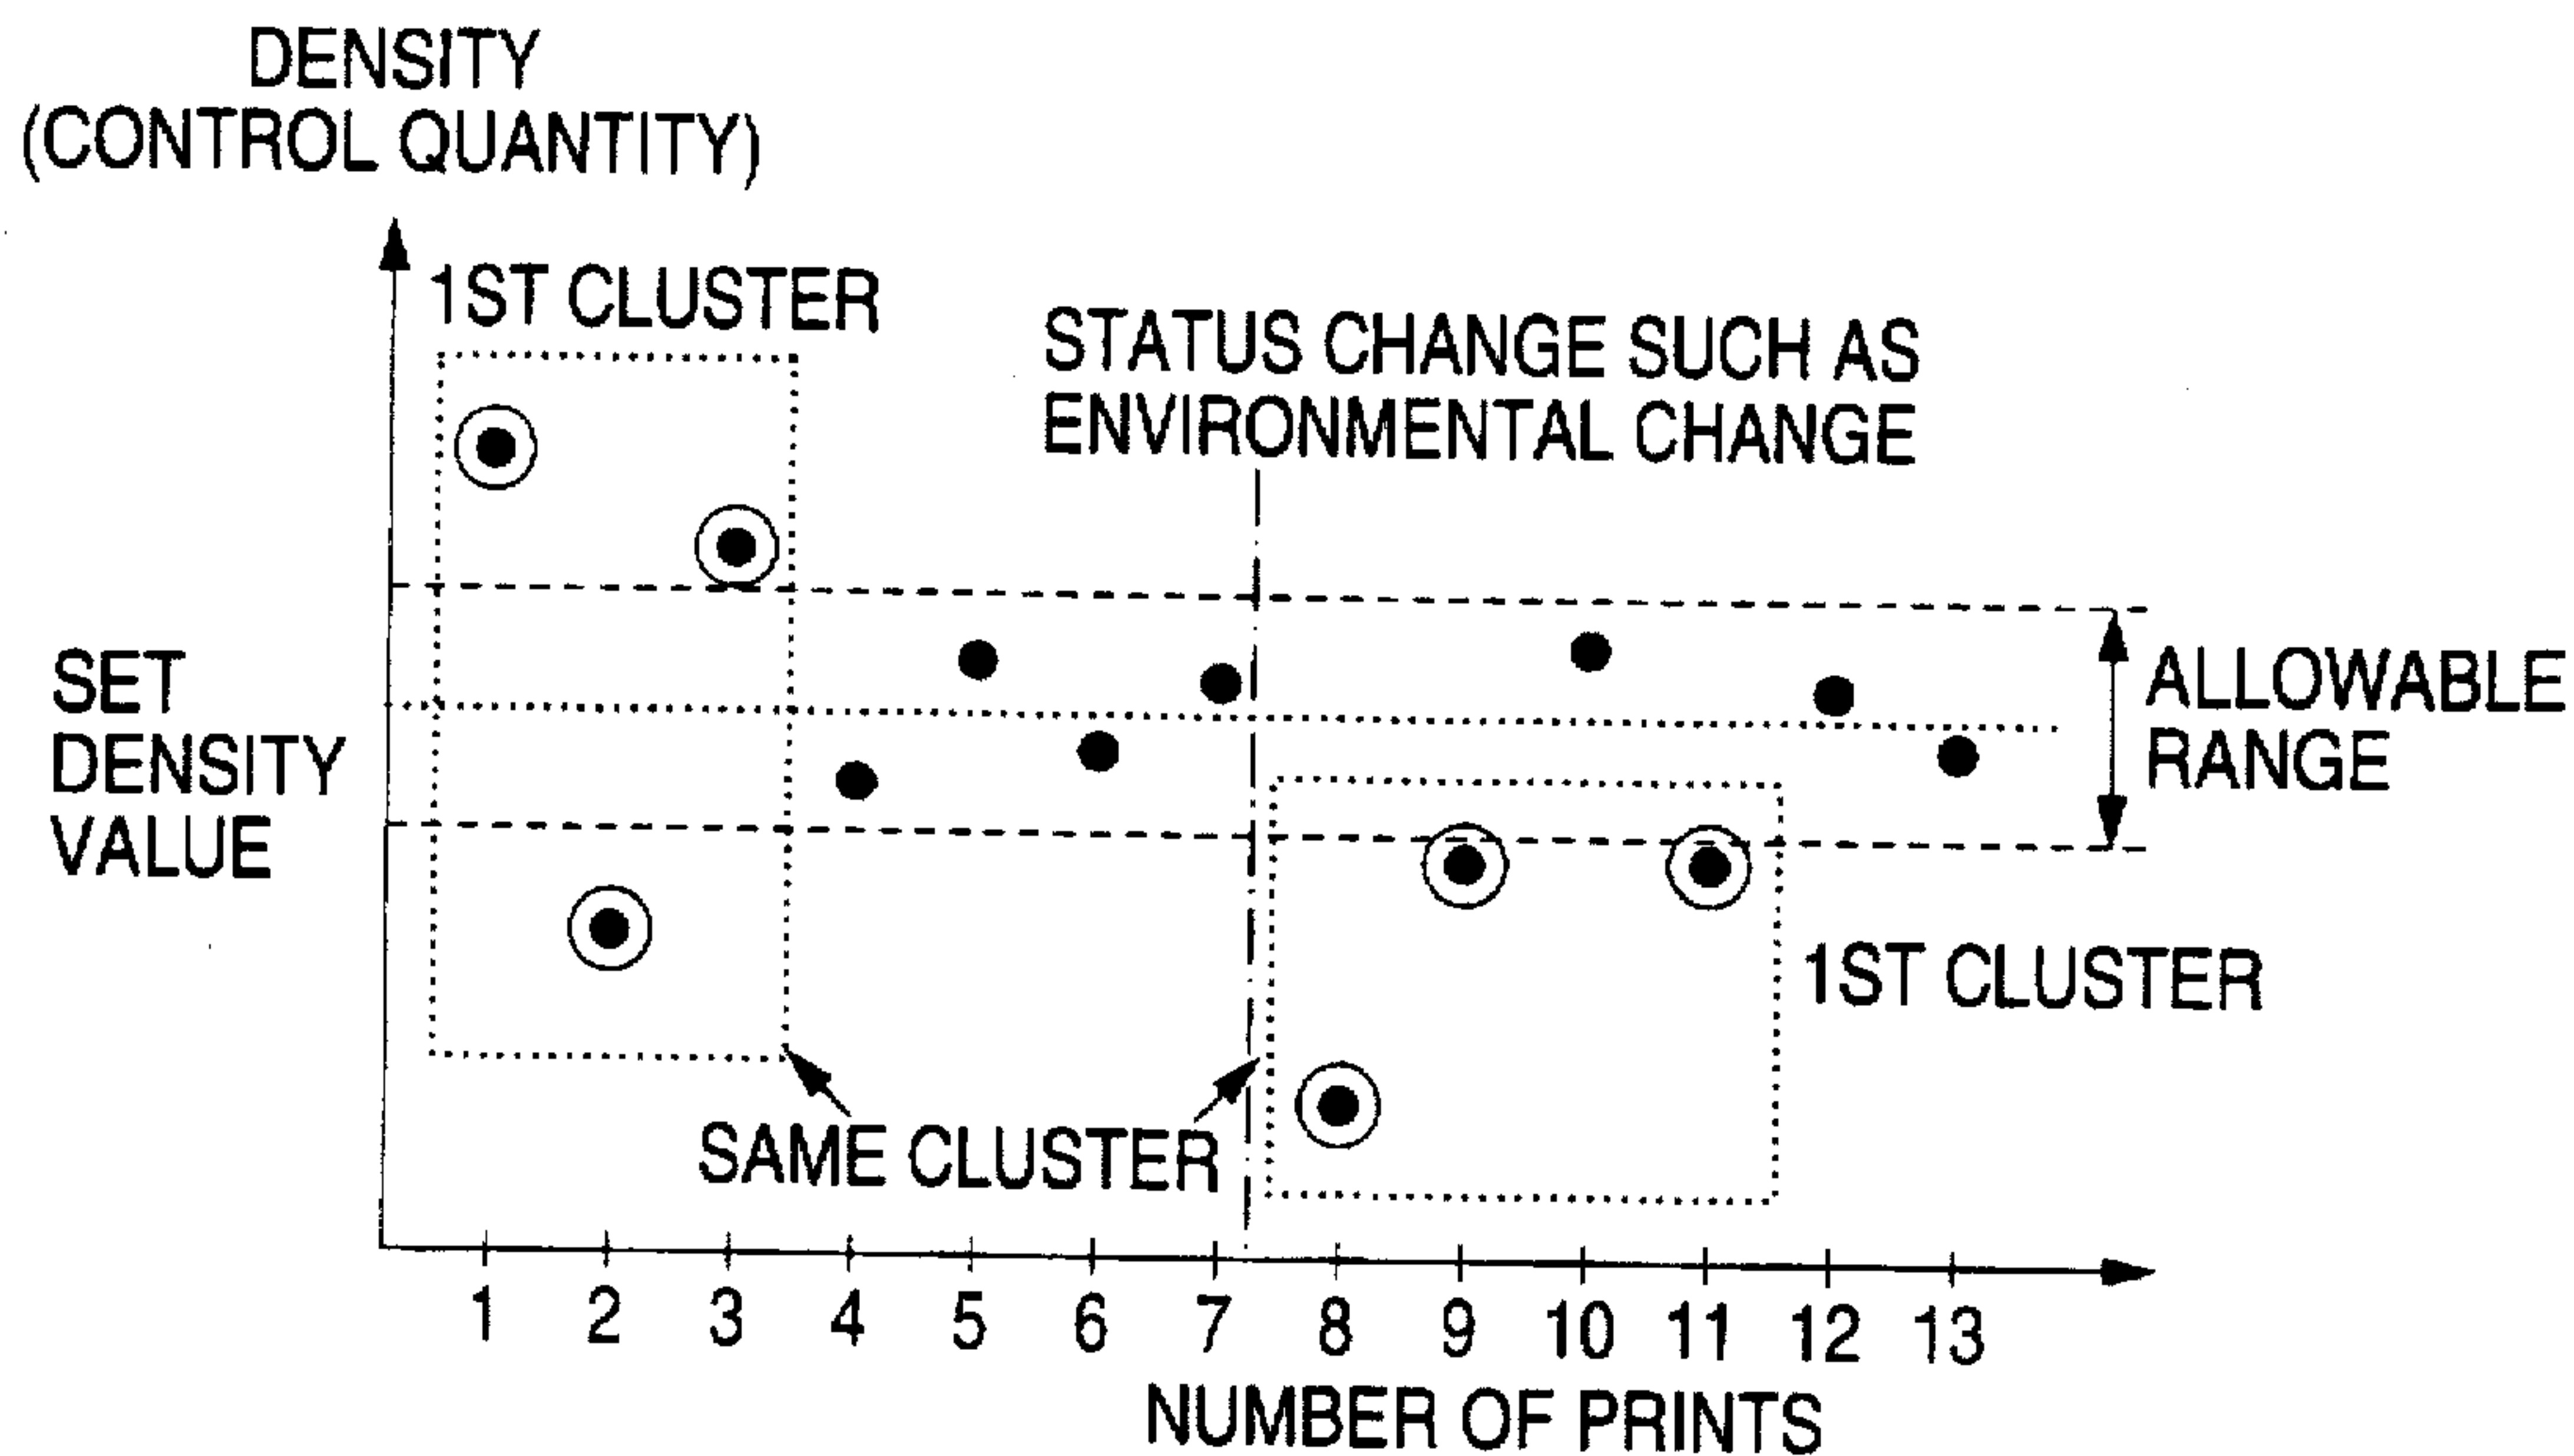 DENSITY
(CONTROL QUANTITY)
1ST CLUSTER
STATUS CHANGE SUCH AS
ENVIRONMENTAL CHANGE
SET
DENSITY
VALUE
ALLOWABLE
RANGE
1ST CLUSTER
SAME CLUSTER
1 2 3 4 5 6 7 8 9 10 11 12 13
NUMBER OF PRINTS